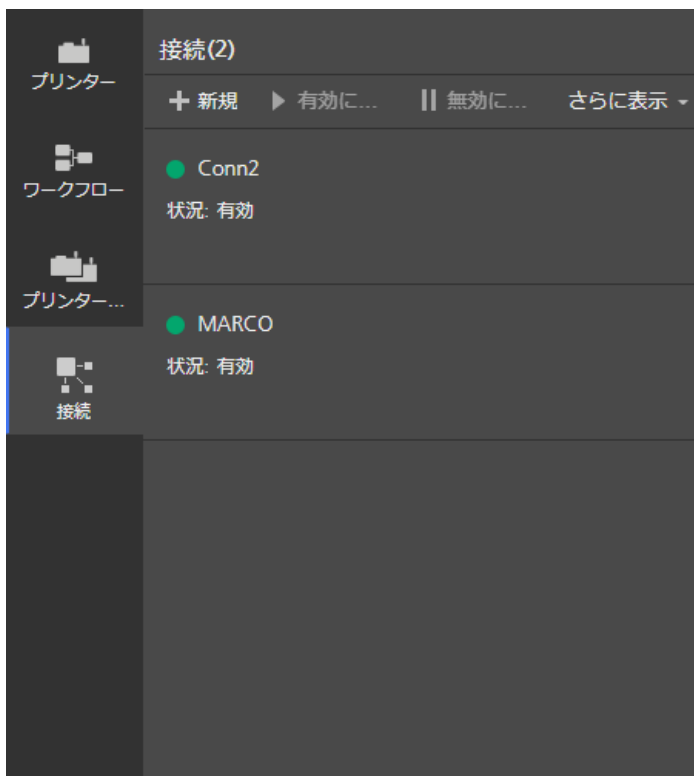 プリンター
ワークフロー
プリンター...
接続
接続(2)
新規 有効に... 無効に... さらに表示
Conn2
状況: 有効
MARCO
状況: 有効